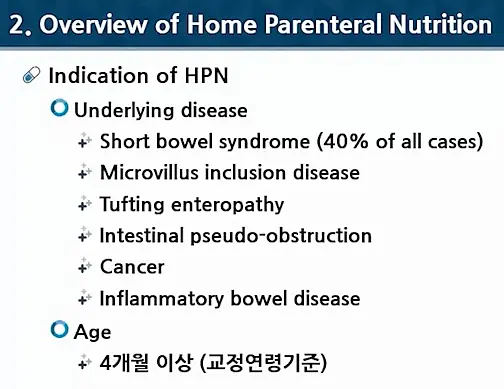 2. Overview of Home Parenteral Nutrition
Indication of HPN
Underlying disease
Short bowel syndrome (40% of all cases)
Microvillus inclusion disease
Tufting enteropathy
Intestinal pseudo-obstruction
Cancer
Inflammatory bowel disease
Age
4개월 이상 (교정연령기준)